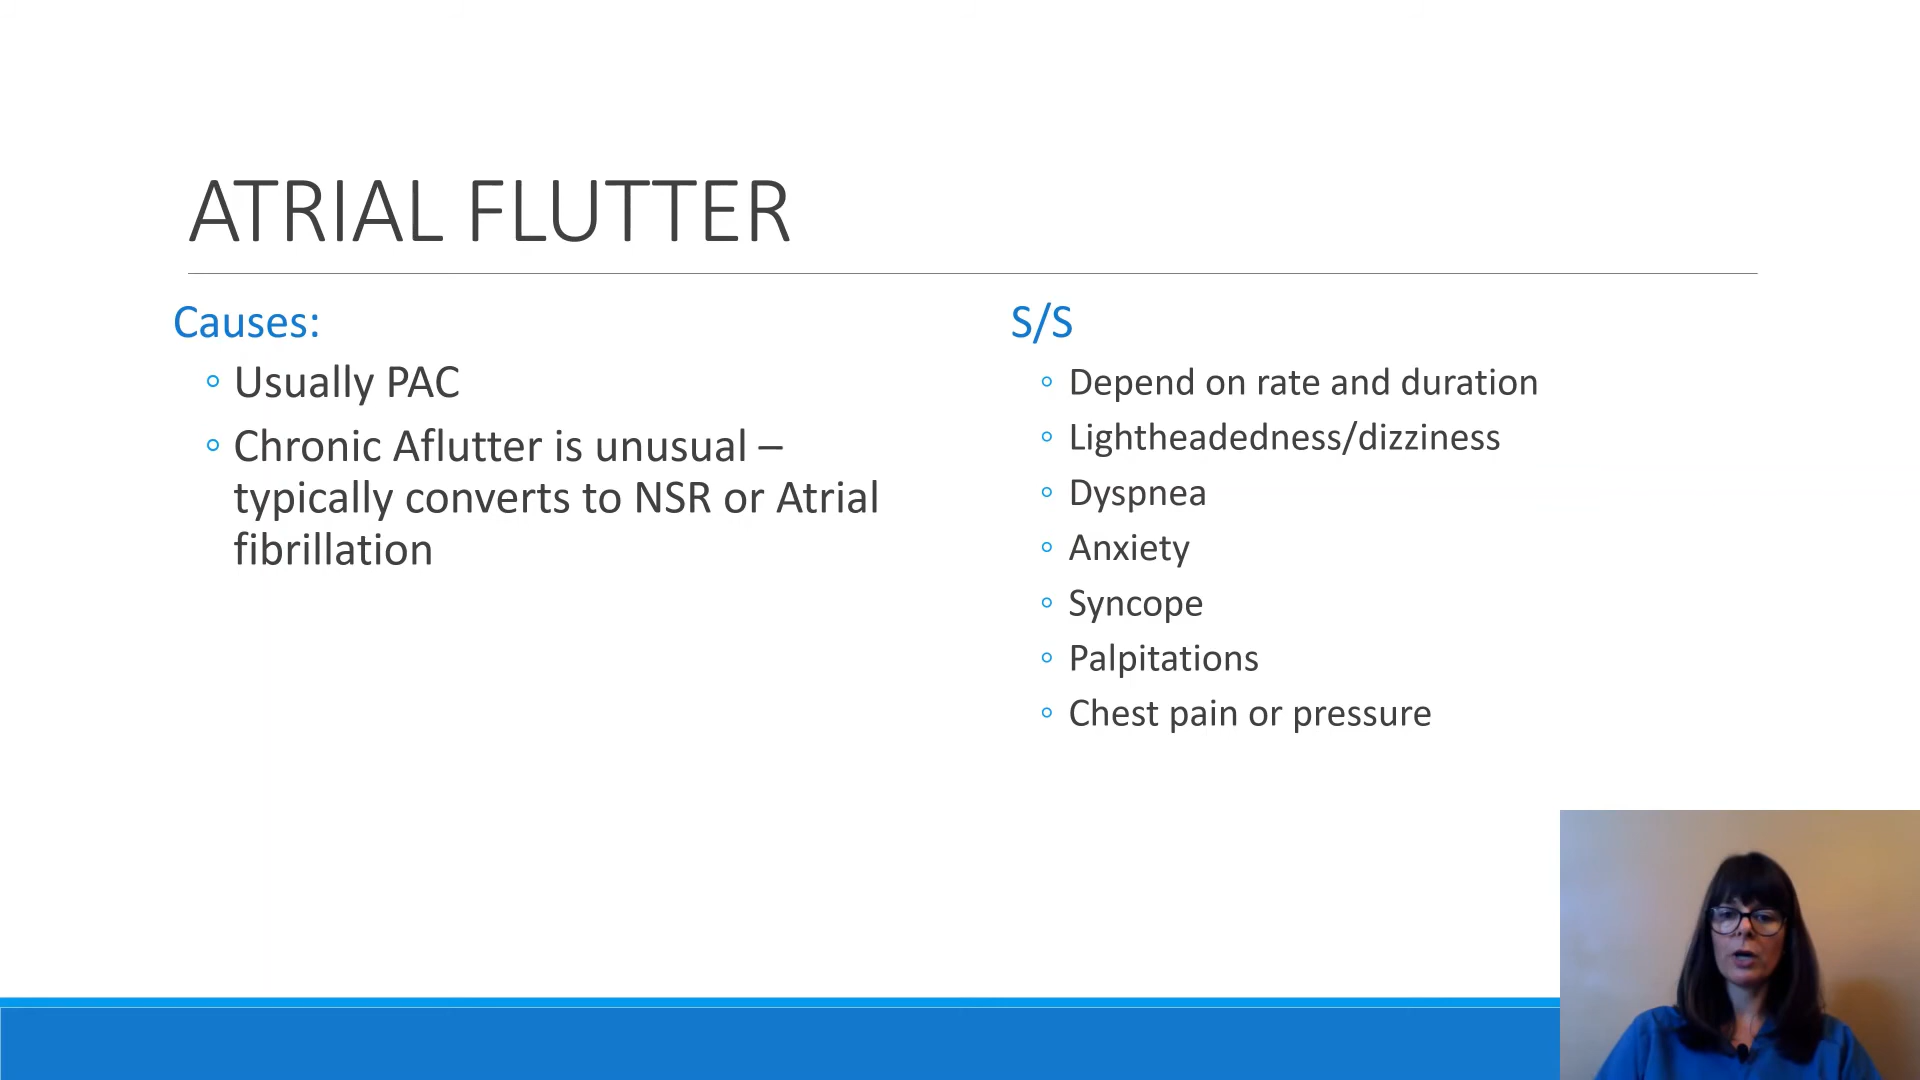 ATRIAL FLUTTER
Causes:
◦ Usually PAC
◦ Chronic Aflutter is unusual –
typically converts to NSR or Atrial
fibrillation
S/S
◦ Depend on rate and duration
◦ Lightheadedness/dizziness
◦ Dyspnea
◦ Anxiety
◦ Syncope
◦ Palpitations
◦ Chest pain or pressure